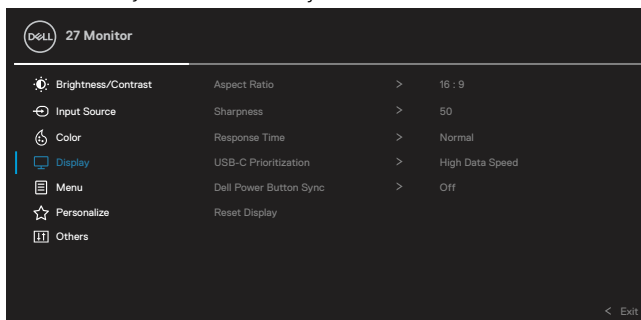 DELL 27 Monitor
Brightness/Contrast Aspect Ratio > 16 : 9
Input Source Sharpness > 50
Color Response Time > Normal
Display USB-C Prioritization > High Data Speed
Menu Dell Power Button Sync > Off
Personalize Reset Display
Others
< Exit